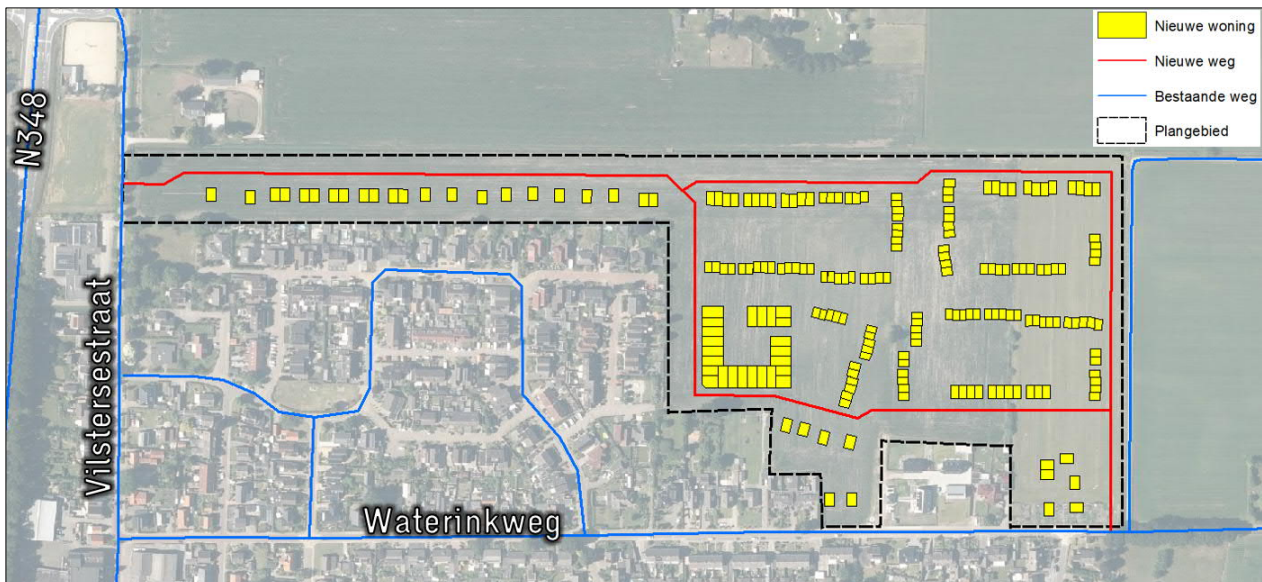 Nieuwe woning
Nieuwe weg
Bestaande weg
Plangebied
N348
Vilstersestraat
Waterinkweg